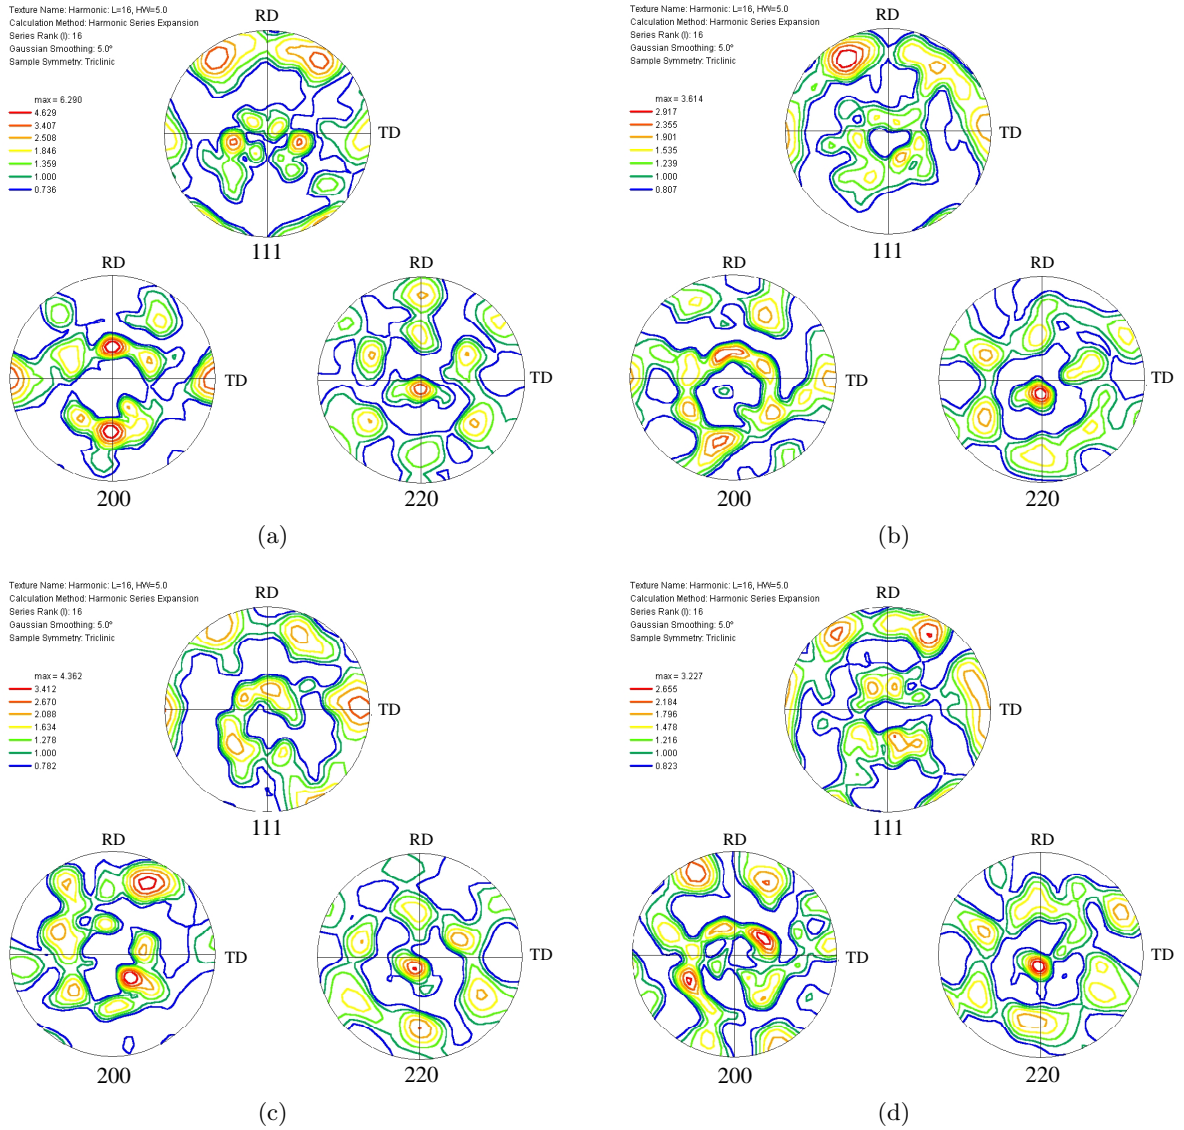 Texture Name: Harmonic: L=16, HW=5.0
Calculation Method: Harmonic Series Expansion
Series Rank (l): 16
Gaussian Smoothing: 5.0°
Sample Symmetry: Triclinic
max = 6.290
4.629
3.407
2.508
1.846
1.359
1.000
0.736
RD
TD
111
RD
TD
200
RD
TD
220
(a)
Texture Name: Harmonic: L=16, HW=5.0
Calculation Method: Harmonic Series Expansion
Series Rank (l): 16
Gaussian Smoothing: 5.0°
Sample Symmetry: Triclinic
max = 3.614
2.917
2.355
1.901
1.535
1.239
1.000
0.807
RD
TD
111
RD
TD
200
RD
TD
220
(b)
Texture Name: Harmonic: L=16, HW=5.0
Calculation Method: Harmonic Series Expansion
Series Rank (l): 16
Gaussian Smoothing: 5.0°
Sample Symmetry: Triclinic
max = 4.362
3.412
2.670
2.088
1.634
1.278
1.000
0.782
RD
TD
111
RD
TD
200
RD
TD
220
(c)
Texture Name: Harmonic: L=16, HW=5.0
Calculation Method: Harmonic Series Expansion
Series Rank (l): 16
Gaussian Smoothing: 5.0°
Sample Symmetry: Triclinic
max = 3.227
2.655
2.184
1.796
1.478
1.216
1.000
0.823
RD
TD
111
RD
TD
200
RD
TD
220
(d)